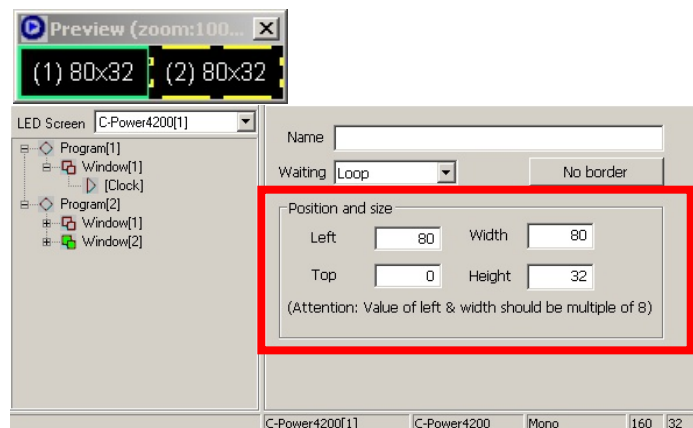 Preview (zoom:100... X
(1) 80x32 (2) 80x32
LED Screen C-Power4200[1]
Program[1]
Window[1]
[Clock]
Program[2]
Window[1]
Window[2]
Name
Waiting Loop No border
Position and size
Left 80 Width 80
Top 0 Height 32
(Attention: Value of left & width should be multiple of 8)
C-Power4200[1] C-Power4200 Mono 160 32